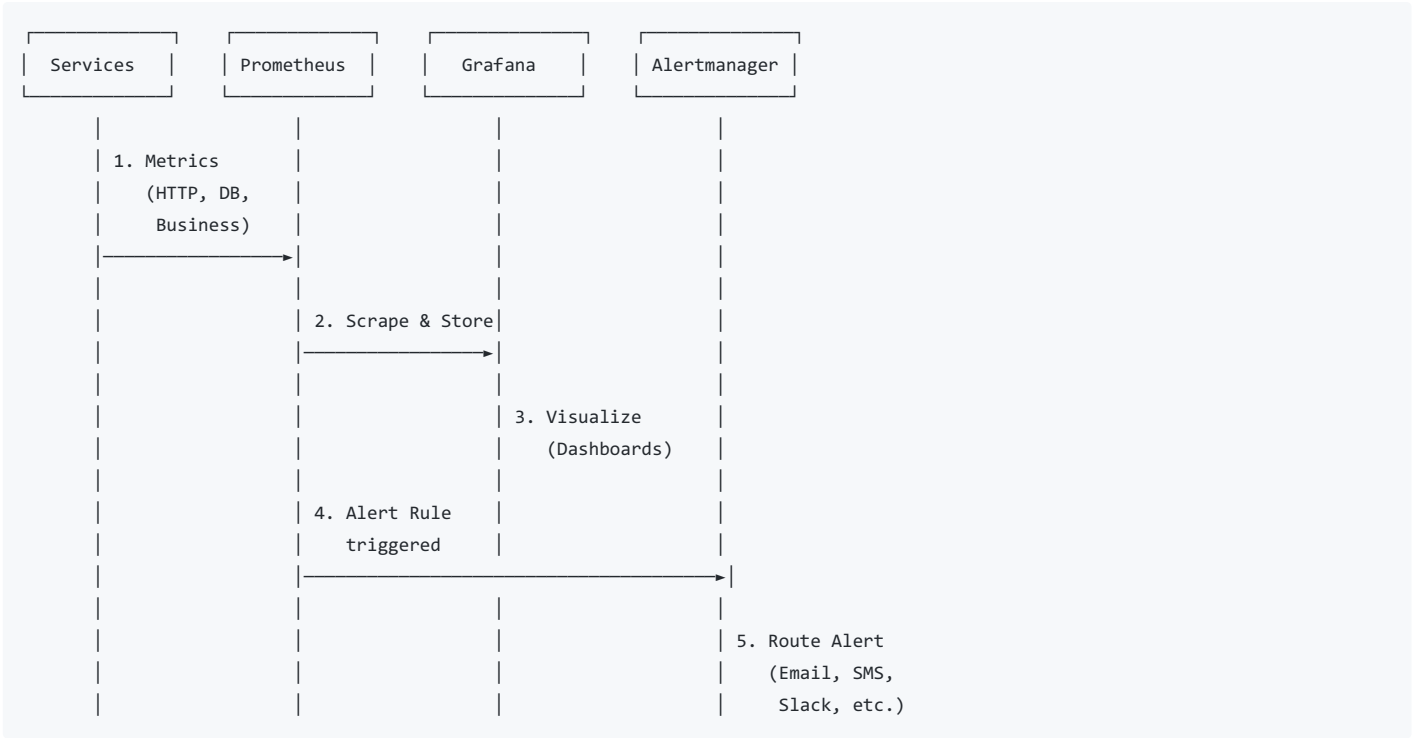 Services Prometheus Grafana Alertmanager
1. Metrics
(HTTP, DB,
Business)
2. Scrape & Store
3. Visualize
(Dashboards)
4. Alert Rule
triggered
5. Route Alert
(Email, SMS,
Slack, etc.)